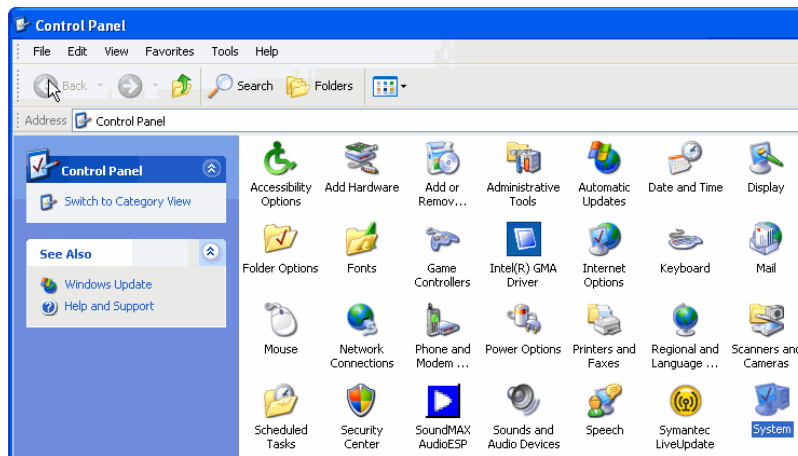 Control Panel
File Edit View Favorites Tools Help
Back Search Folders
Address Control Panel
Control Panel
Switch to Category View
See Also
Windows Update
Help and Support
Accessibility Add Hardware Add or Administrative Automatic Date and Time Display
Options Remov... Tools Updates
Folder Options Fonts Game Intel(R) GMA Internet Keyboard Mail
Controllers Driver Options
Mouse Network Phone and Power Options Printers and Regional and Scanners and
Connections Modem ... Faxes Language ... Cameras
Scheduled Security SoundMAX Sounds and Speech Symantec System
Tasks Center AudioESP Audio Devices LiveUpdate